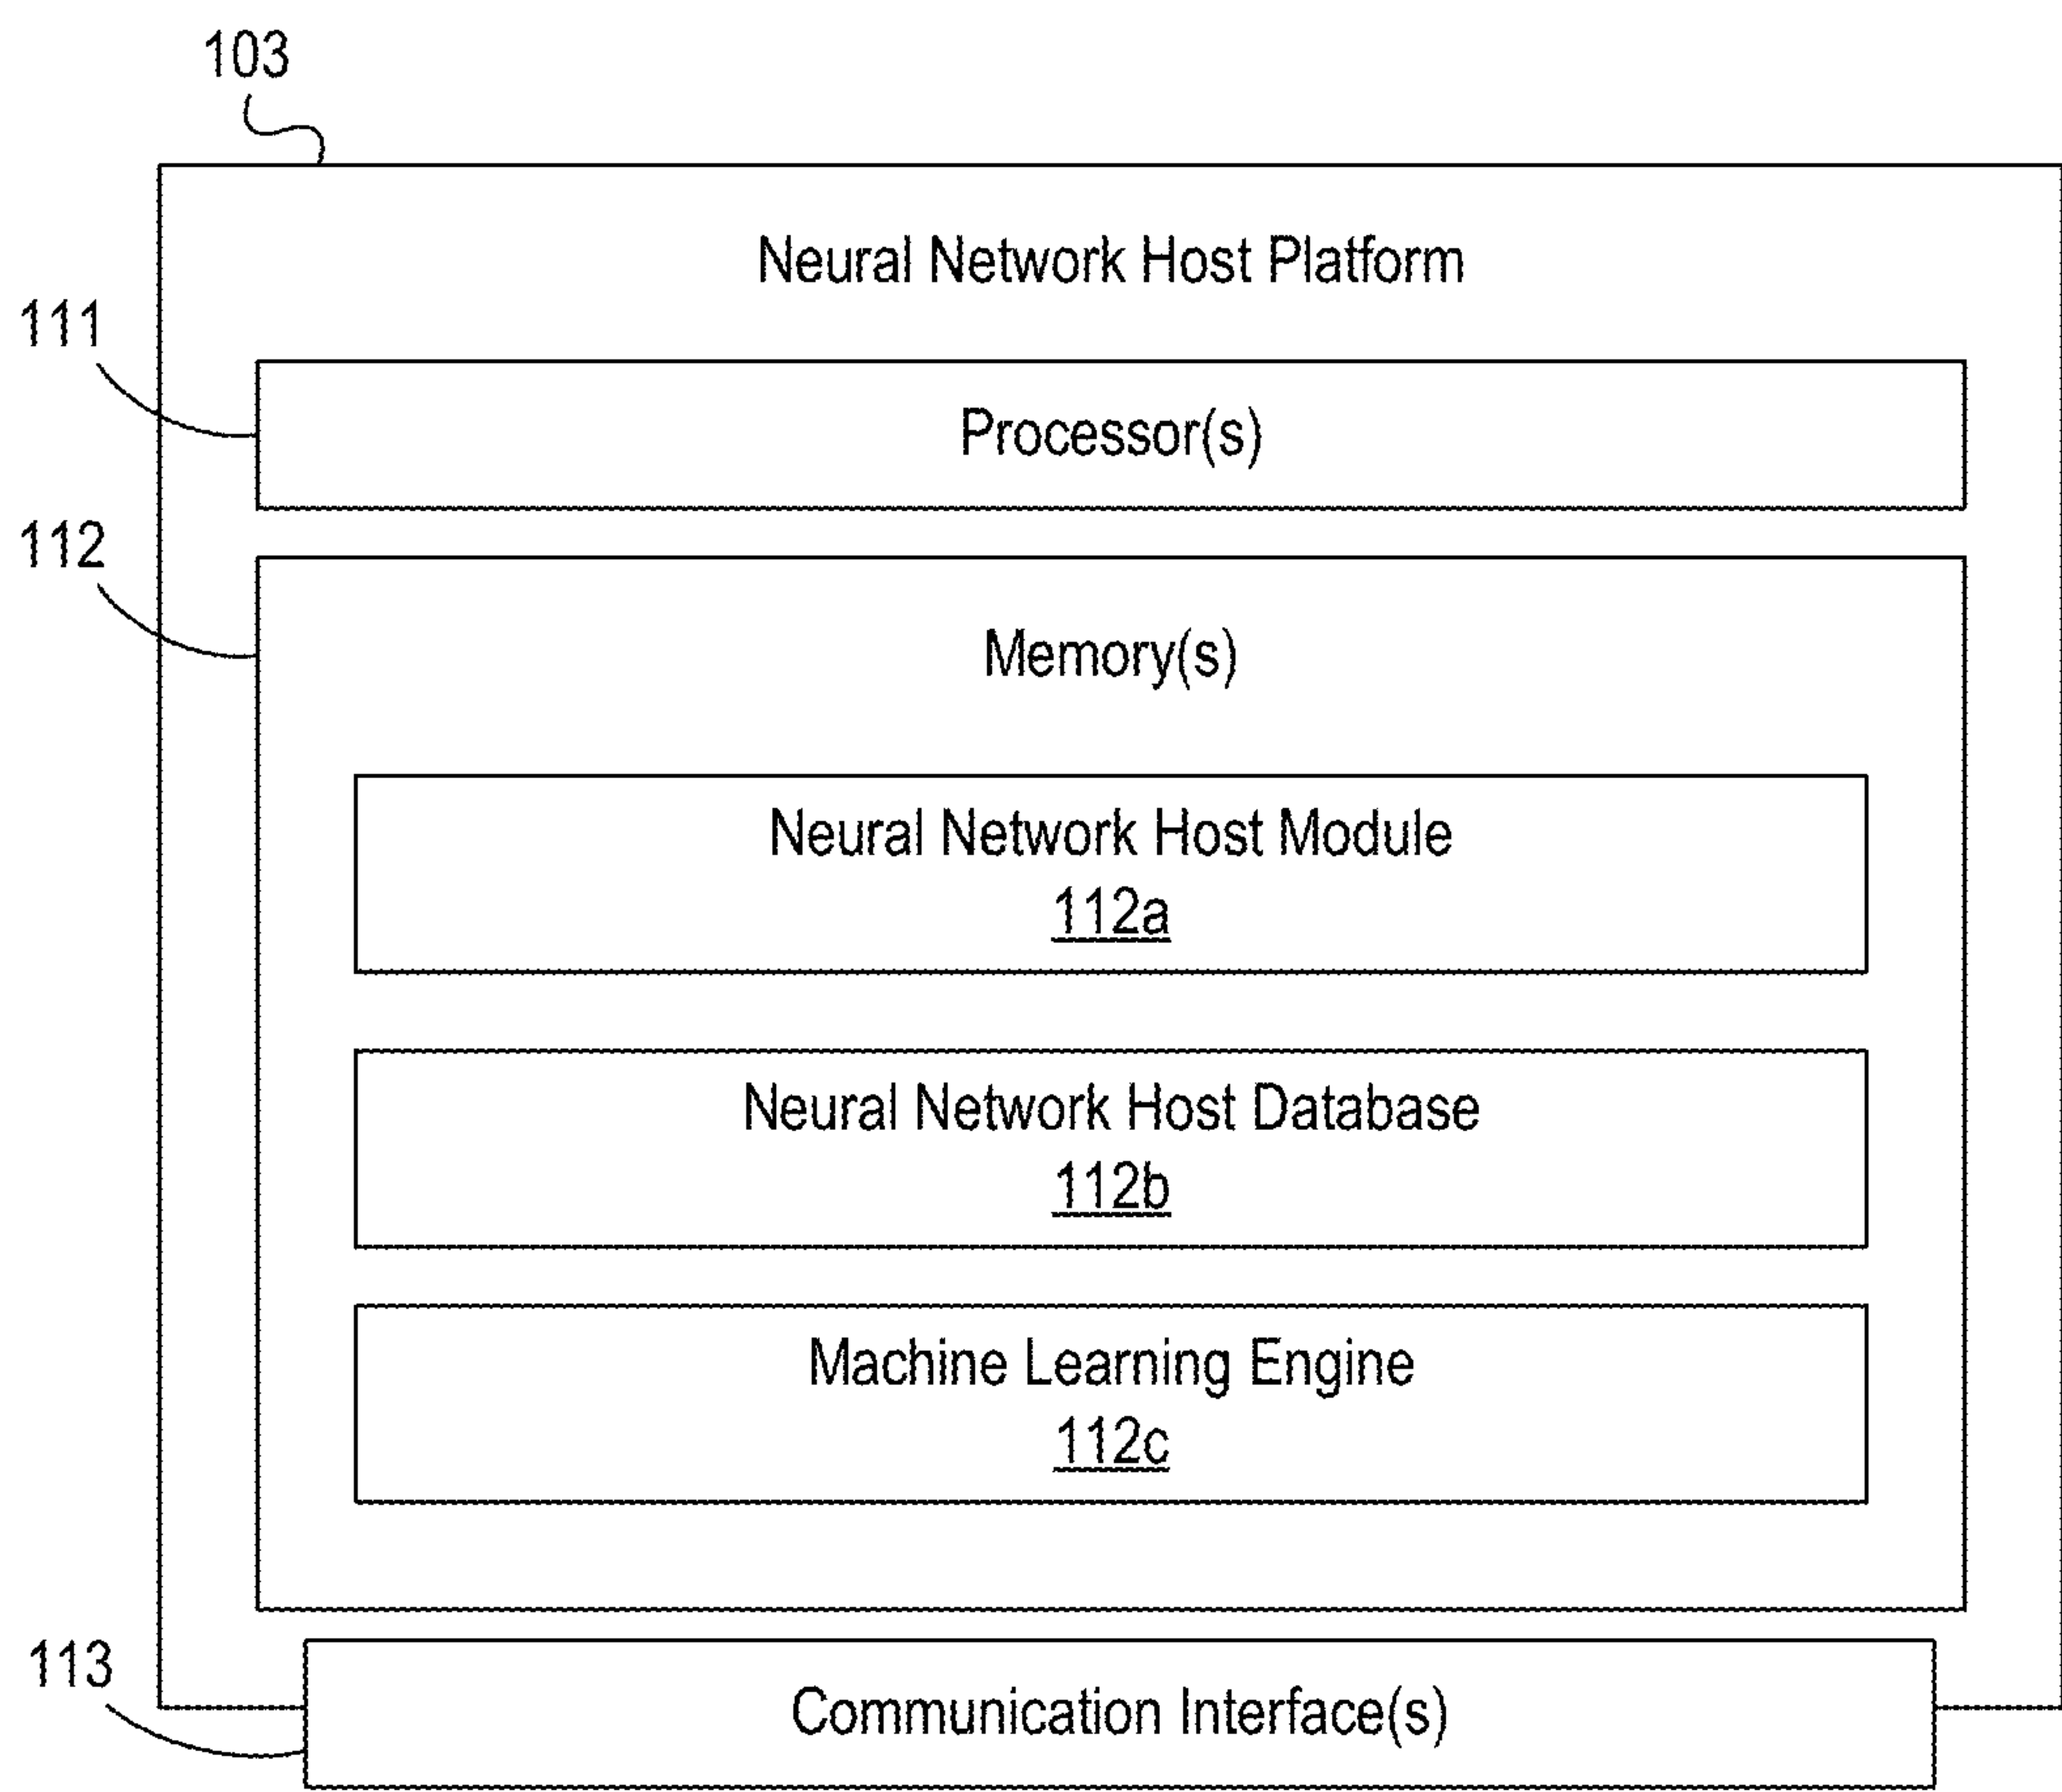 103
Neural Network Host Platform
111
Processor(s)
112
Memory(s)
Neural Network Host Module
112a
Neural Network Host Database
112b
Machine Learning Engine
112c
113
Communication Interface(s)